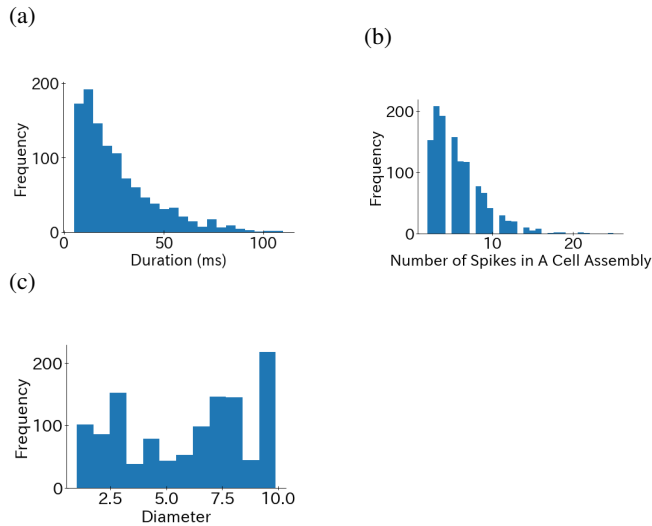 (a)
200
100
0
Frequency
0 50 100
Duration (ms)
(b)
200
100
0
Frequency
10 20
Number of Spikes in A Cell Assembly
(c)
200
100
0
Frequency
2.5 5.0 7.5 10.0
Diameter